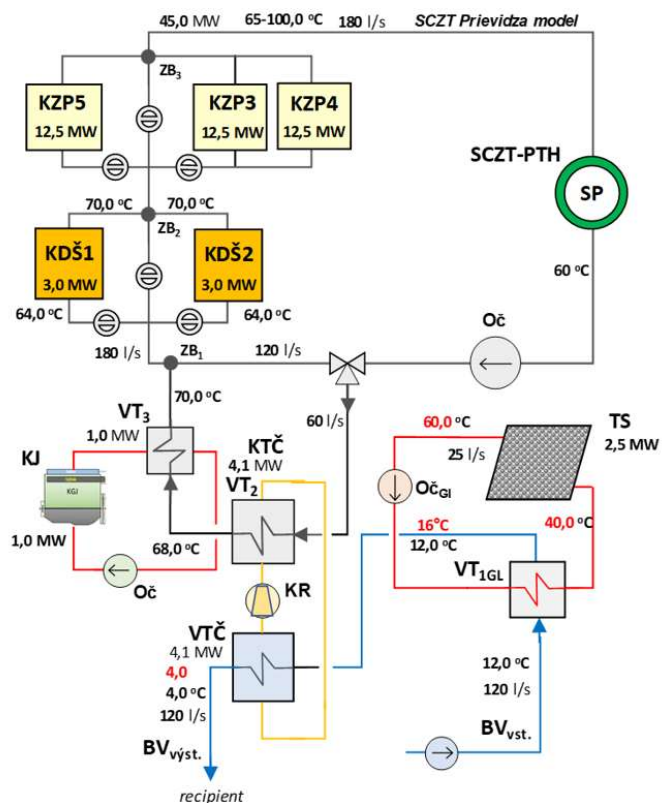 45,0 MW 65-100,0 °C 180 l/s SCZT Prievidza model
ZB3
KZP5 KZP3 KZP4
12,5 MW 12,5 MW 12,5 MW
SCZT-PTH
SP
70,0 °C 70,0 °C
ZB2
KDŠ1 KDŠ2
3,0 MW 3,0 MW
60 °C
64,0 °C 64,0 °C
Oč
180 l/s ZB1 120 l/s
70,0 °C
60 l/s
VT3
1,0 MW
KJ
KGJ
1,0 MW
Oč
68,0 °C
KTČ
4,1 MW
VT2
60,0 °C
25 l/s
TS
2,5 MW
OčGl
40,0 °C
16°C
12,0 °C
VT1GL
KR
VTČ
4,1 MW
4,0
4,0 °C
120 l/s
BVvýst.
recipient
12,0 °C
120 l/s
BVvst.